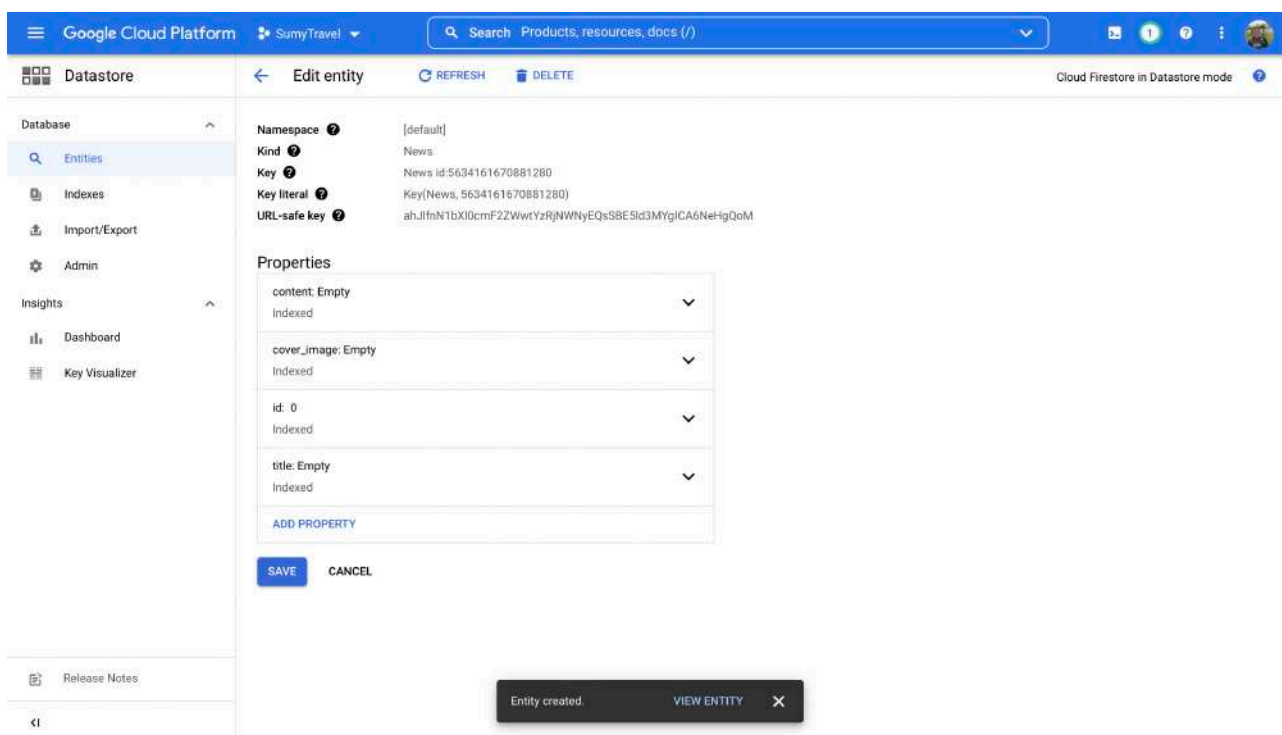 Google Cloud Platform SumyTravel Search Products, resources, docs (/) 1
Datastore Edit entity REFRESH DELETE Cloud Firestore in Datastore mode
Database
Entities
Indexes
Import/Export
Admin
Insights
Dashboard
Key Visualizer
Release Notes
Namespace [default]
Kind News
Key News id:5634161670881280
Key literal Key(News, 5634161670881280)
URL-safe key
Properties
content: Empty
Indexed
cover_image: Empty
Indexed
id: 0
Indexed
title: Empty
Indexed
ADD PROPERTY
SAVE CANCEL
Entity created. VIEW ENTITY